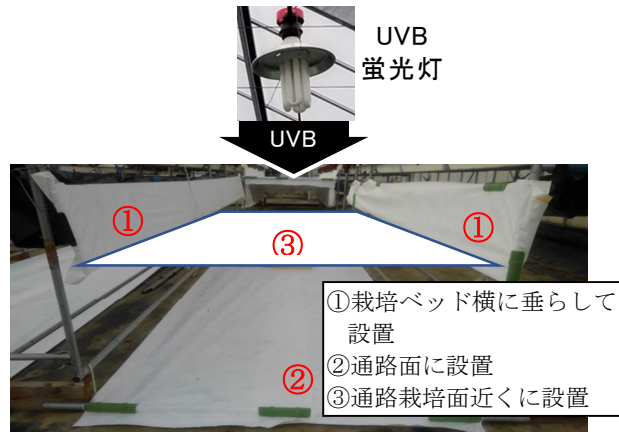 UVB
蛍光灯
UVB
①
①
③
②
①栽培ベッド横に垂らして
設置
②通路面に設置
③通路栽培面近くに設置